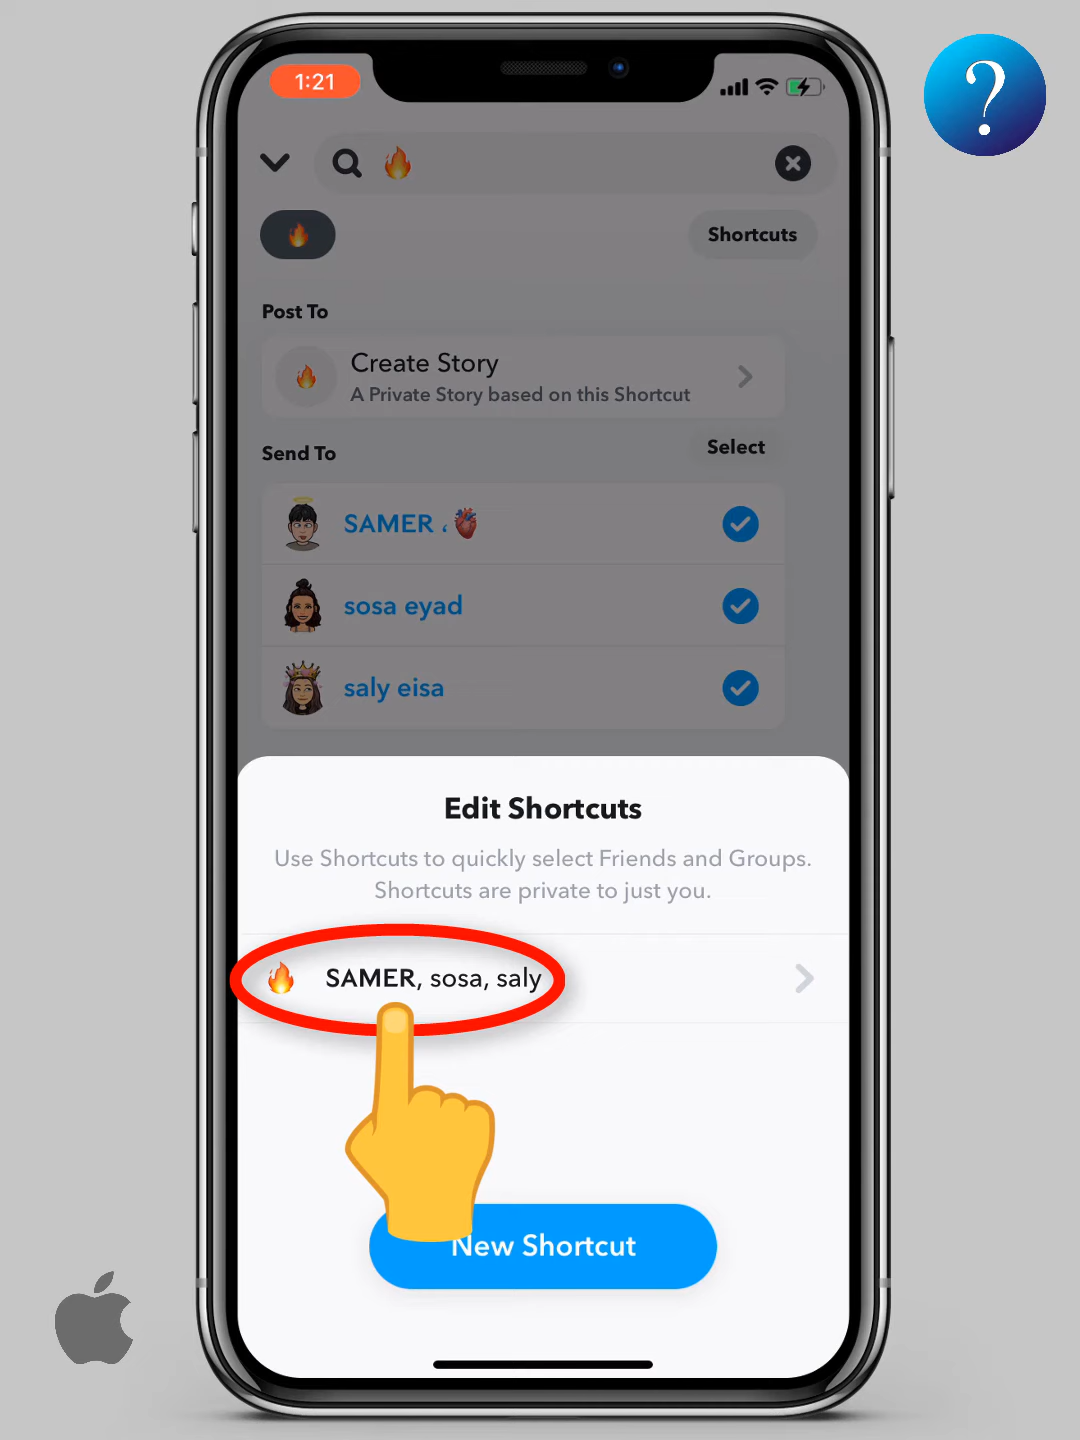 1:21
?
🔥
🔥
Shortcuts
Post To
Create Story
A Private Story based on this Shortcut
Send To
Select
SAMER
sosa eyad
saly eisa
Edit Shortcuts
Use Shortcuts to quickly select Friends and Groups.
Shortcuts are private to just you.
🔥 SAMER, sosa, saly
New Shortcut